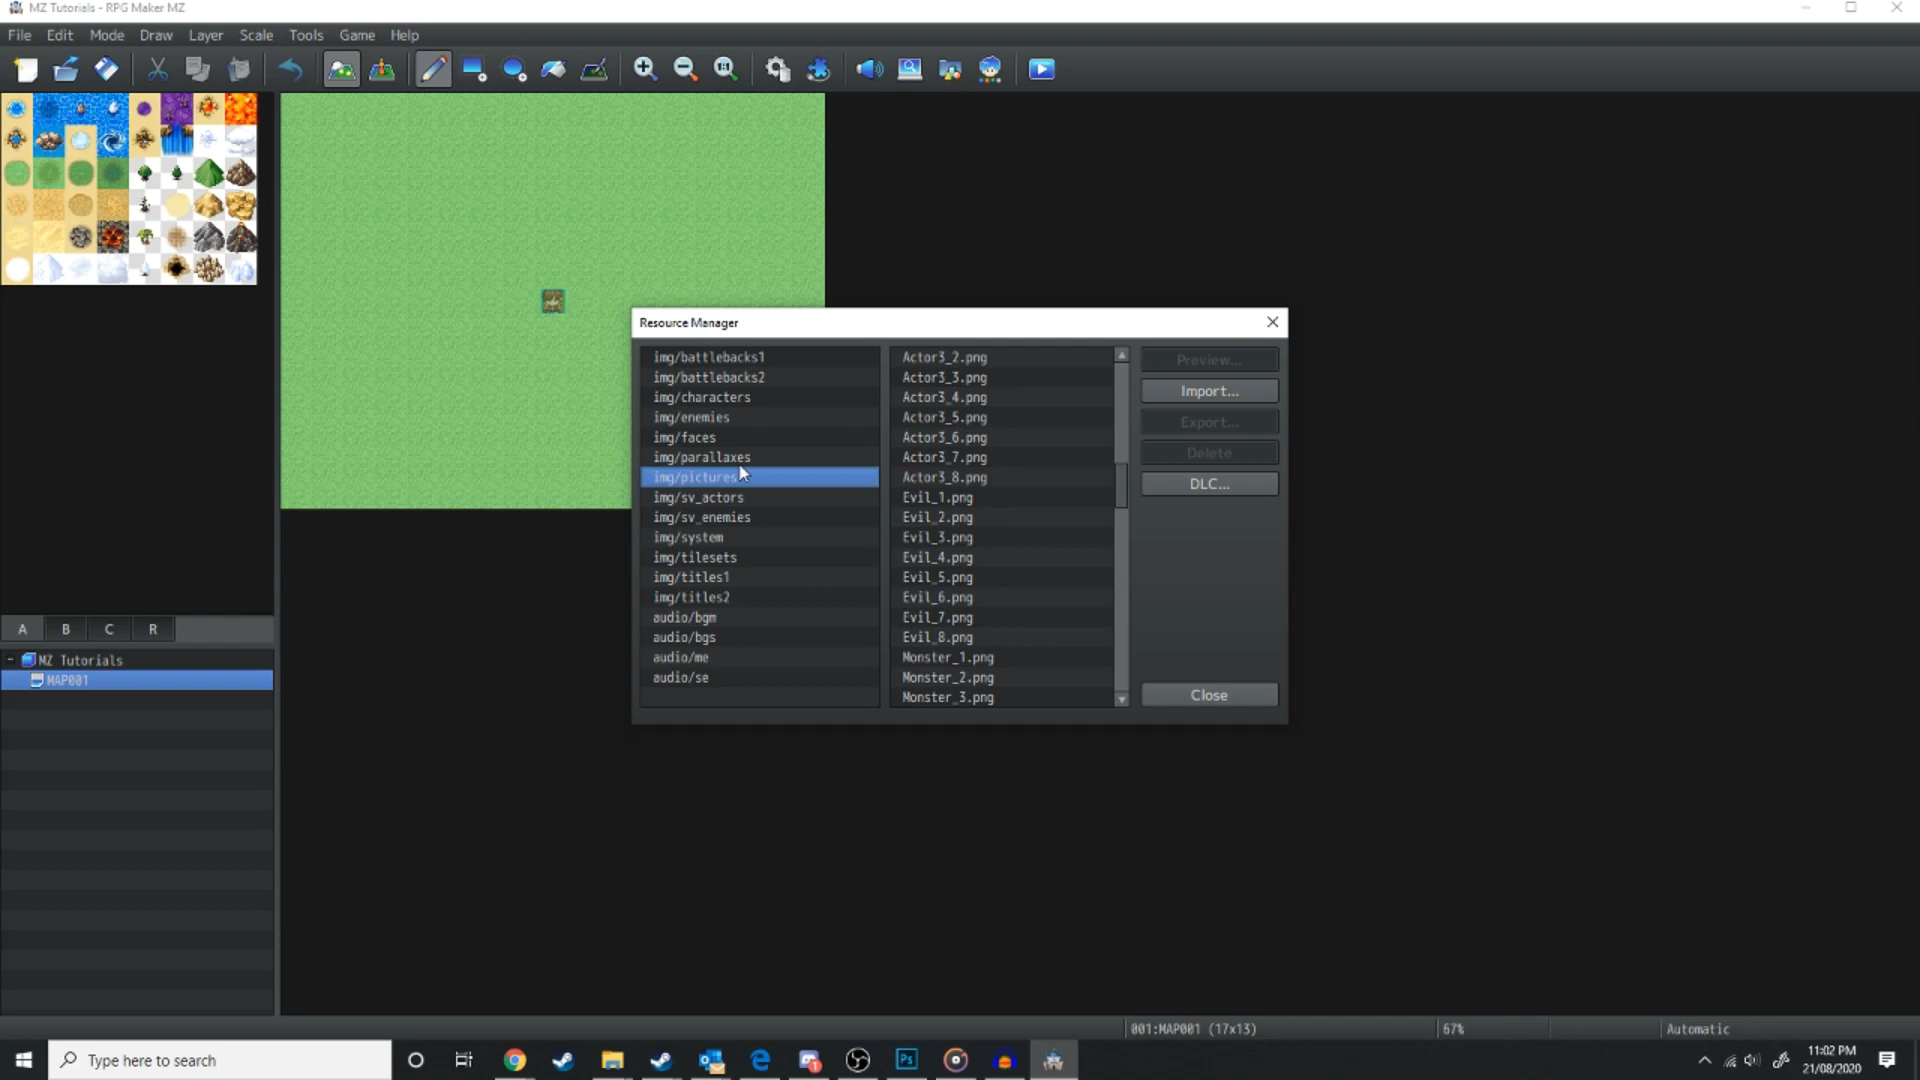 MZ Tutorials - RPG Maker MZ
File Edit Mode Draw Layer Scale Tools Game Help
Resource Manager
img/battlebacks1
img/battlebacks2
img/characters
img/enemies
img/faces
img/parallaxes
img/pictures
img/sv_actors
img/sv_enemies
img/system
img/tilesets
img/titles1
img/titles2
audio/bgm
audio/bgs
audio/me
audio/se
Actor3_2.png
Actor3_3.png
Actor3_4.png
Actor3_5.png
Actor3_6.png
Actor3_7.png
Actor3_8.png
Evil_1.png
Evil_2.png
Evil_3.png
Evil_4.png
Evil_5.png
Evil_6.png
Evil_7.png
Evil_8.png
Monster_1.png
Monster_2.png
Monster_3.png
Preview...
Import...
Export...
Delete
DLC...
Close
A B C R
MZ Tutorials
MAP001
001:MAP001 (17x13) 67% Automatic
Type here to search
Ps
1
11:02 PM
21/08/2020